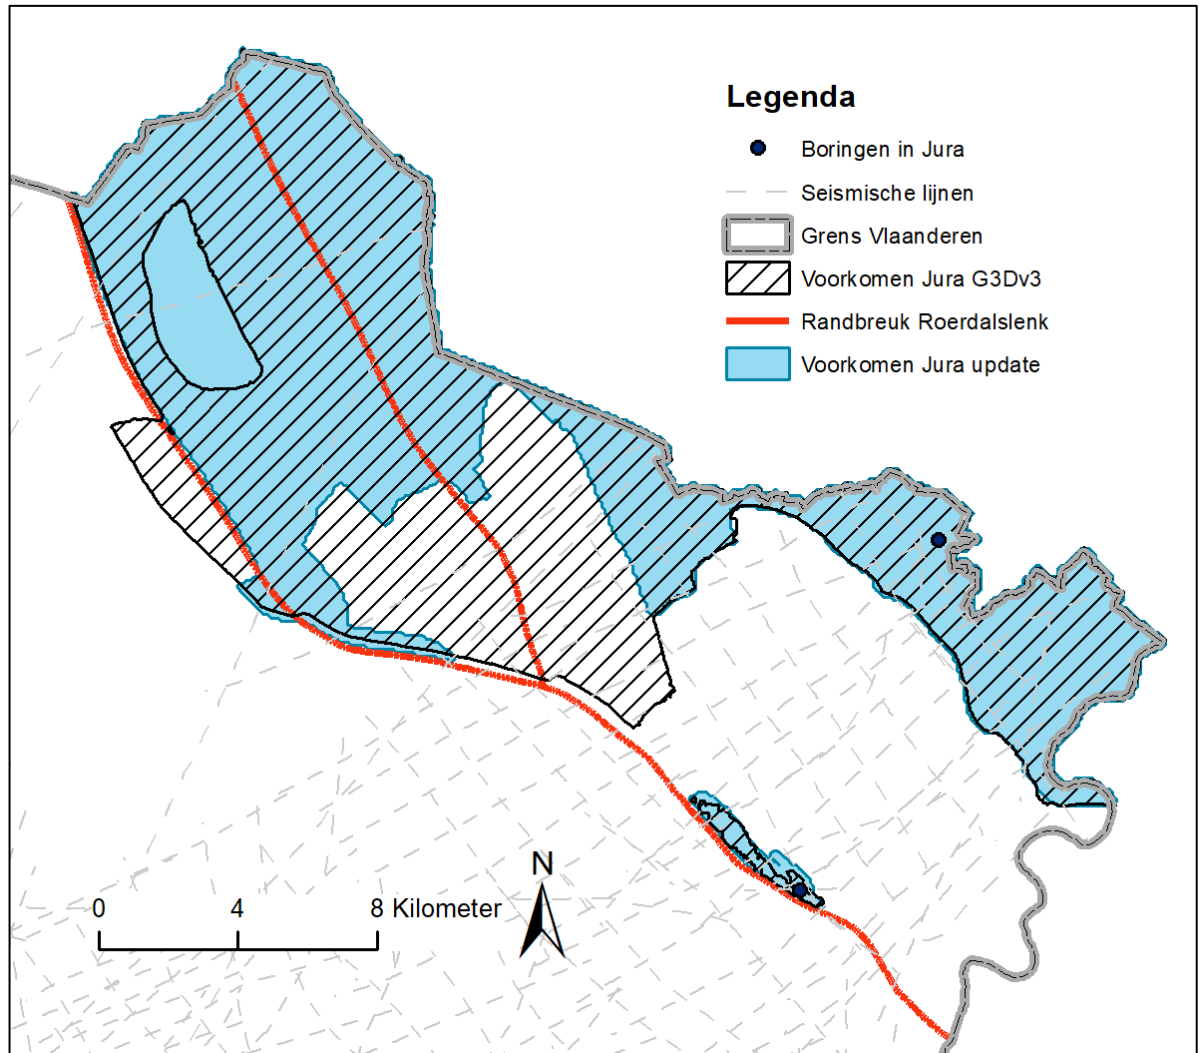 Legenda
Boringen in Jura
Seismische lijnen
Grens Vlaanderen
Voorkomen Jura G3Dv3
Randbreuk Roerdalslenk
Voorkomen Jura update
N
0 4 8 Kilometer